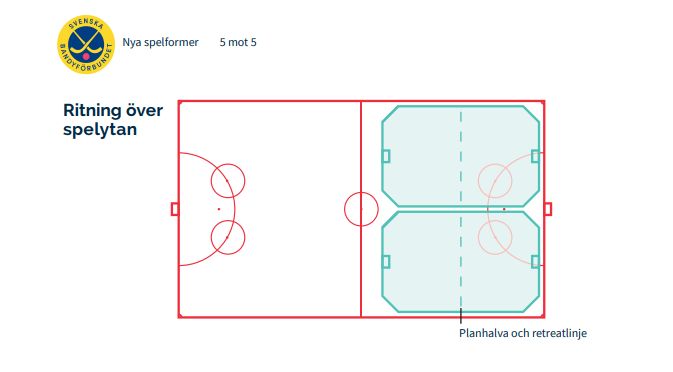 SVENSKA
BANDYFÖRBUNDET
Nya spelformer
5 mot 5
Ritning över
spelytan
Planhalva och retreatlinje